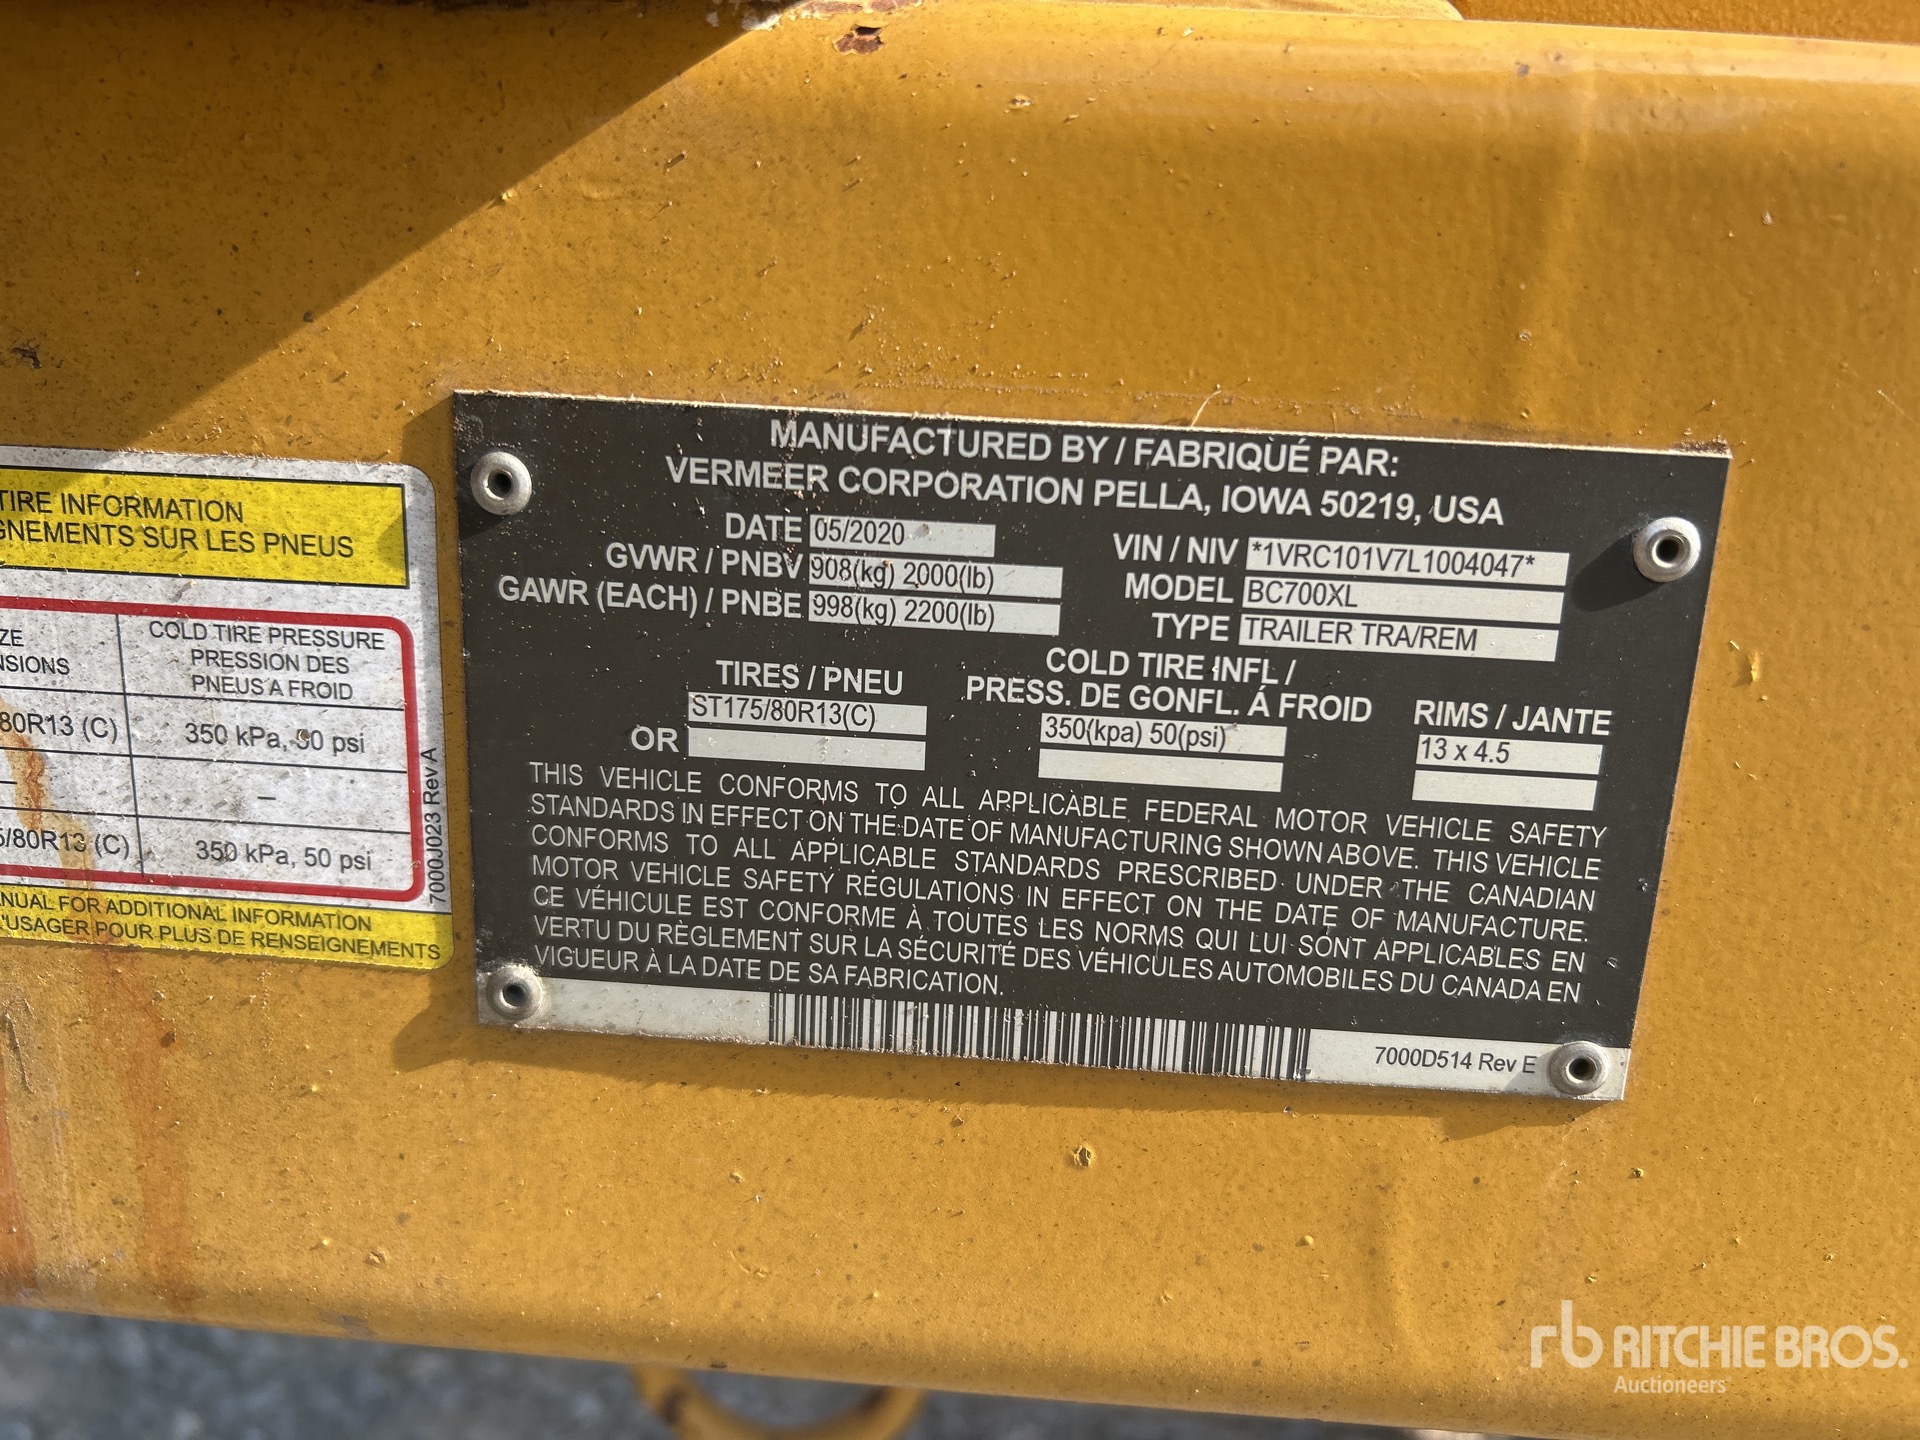 TIRE INFORMATION
GNEMENTS SUR LES PNEUS
ZE
NSIONS
COLD TIRE PRESSURE
PRESSION DES
PNEUS A FROID
80R13 (C)
350 kPa, 50 psi
–
–
5/80R13 (C)
350 kPa, 50 psi
NUAL FOR ADDITIONAL INFORMATION
'USAGER POUR PLUS DE RENSEIGNEMENTS
7000J023 Rev A
MANUFACTURED BY / FABRIQUÉ PAR:
VERMEER CORPORATION PELLA, IOWA 50219, USA
DATE 05/2020
GVWR / PNBV 908(kg) 2000(lb)
GAWR (EACH) / PNBE 998(kg) 2200(lb)
VIN / NIV *1VRC101V7L1004047*
MODEL BC700XL
TYPE TRAILER TRA/REM
TIRES / PNEU
ST175/80R13(C)
OR
COLD TIRE INFL /
PRESS. DE GONFL. Á FROID
350(kpa) 50(psi)
RIMS / JANTE
13 x 4.5
THIS VEHICLE CONFORMS TO ALL APPLICABLE FEDERAL MOTOR VEHICLE SAFETY
STANDARDS IN EFFECT ON THE DATE OF MANUFACTURING SHOWN ABOVE. THIS VEHICLE
CONFORMS TO ALL APPLICABLE STANDARDS PRESCRIBED UNDER THE CANADIAN
MOTOR VEHICLE SAFETY RÉGULATIONS IN EFFECT ON THE DATE OF MANUFACTURE.
CE VÉHICULE EST CONFORME À TOUTES LES NORMS QUI LUI SONT APPLICABLES EN
VERTU DU RÈGLEMENT SUR LA SÉCURITÉ DES VÉHICULES AUTOMOBILES DU CANADA EN
VIGUEUR À LA DATE DE SA FABRICATION.
7000D514 Rev E
rb RITCHIE BROS.
Auctioneers